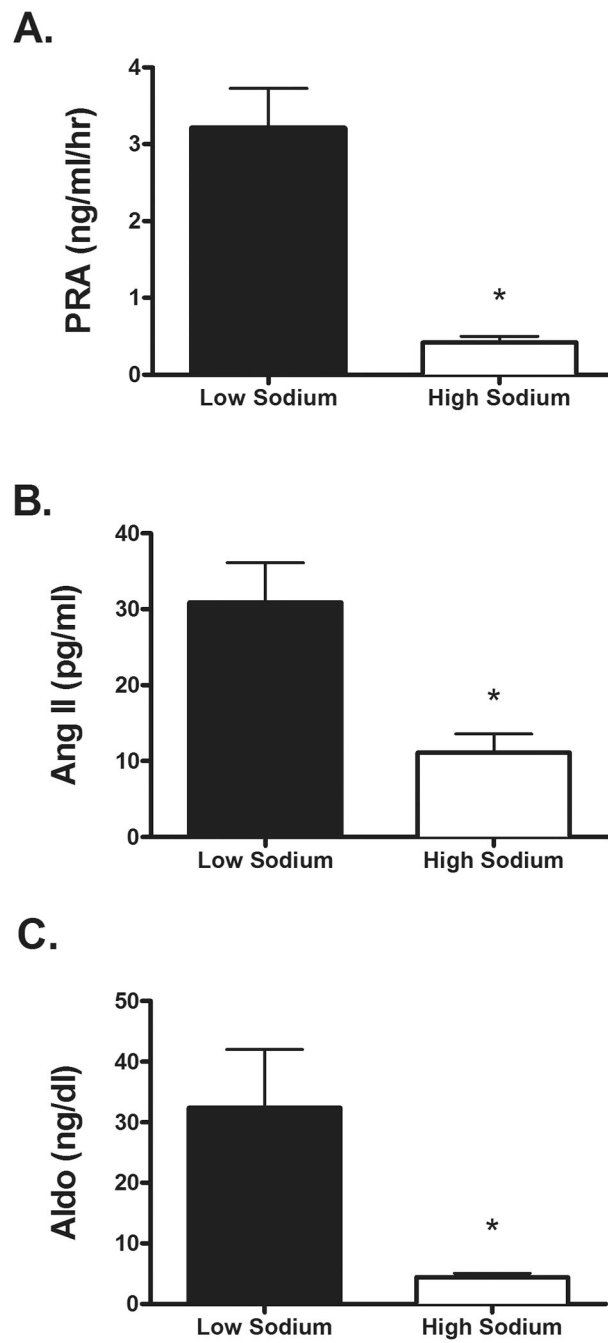 A.
PRA (ng/ml/hr)
4
3
2
1
0
*
Low Sodium
High Sodium
B.
Ang II (pg/ml)
40
30
20
10
0
*
Low Sodium
High Sodium
C.
Aldo (ng/dl)
50
40
30
20
10
0
*
Low Sodium
High Sodium